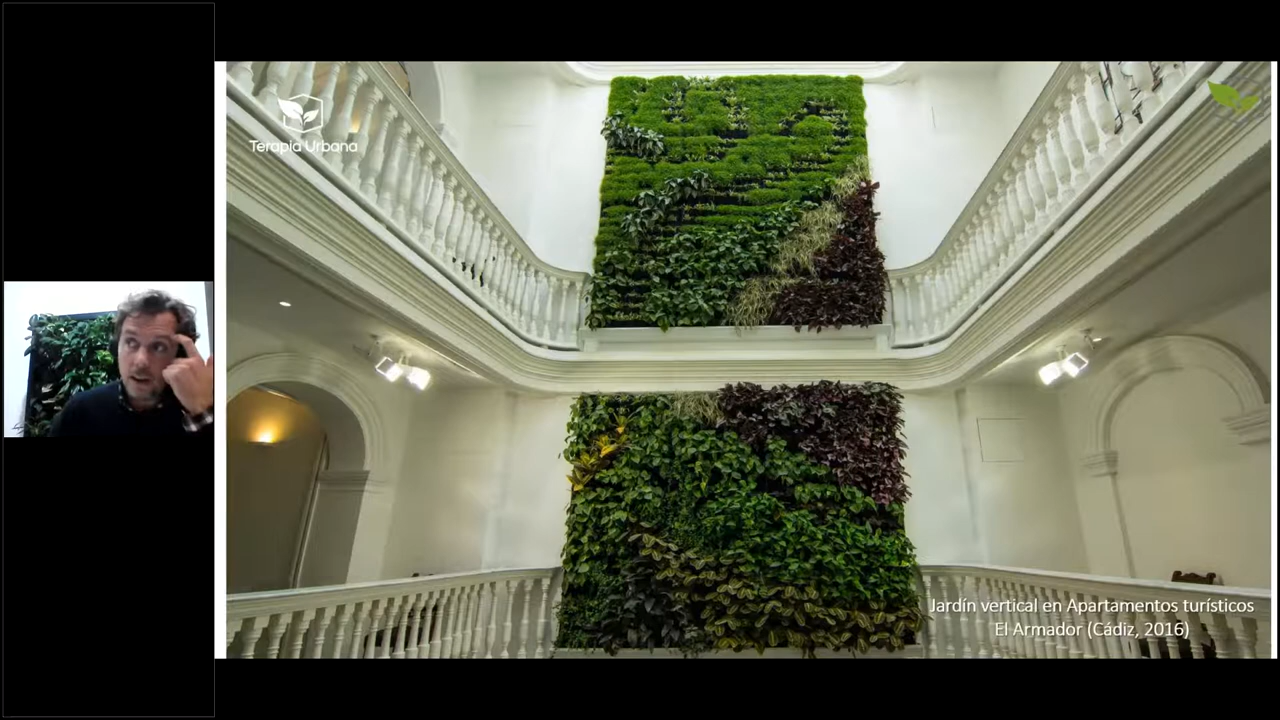 Terapia Urbana
Jardín vertical en Apartamentos turísticos
El Armador (Cádiz, 2016)